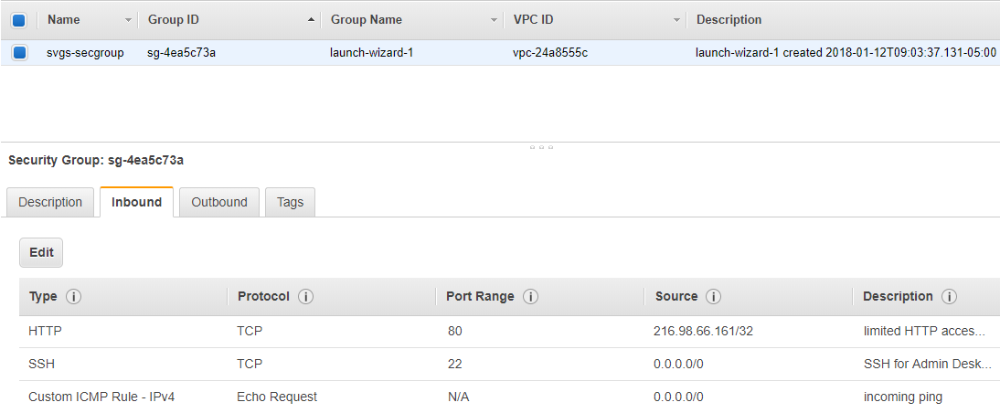 Name Group ID Group Name VPC ID Description
svgs-secgroup sg-4ea5c73a launch-wizard-1 vpc-24a8555c launch-wizard-1 created 2018-01-12T09:03:37.131-05:00
Security Group: sg-4ea5c73a
Description Inbound Outbound Tags
Edit
Type i Protocol i Port Range i Source i Description i
HTTP TCP 80 216.98.66.161/32 limited HTTP acces...
SSH TCP 22 0.0.0.0/0 SSH for Admin Desk...
Custom ICMP Rule - IPv4 Echo Request N/A 0.0.0.0/0 incoming ping